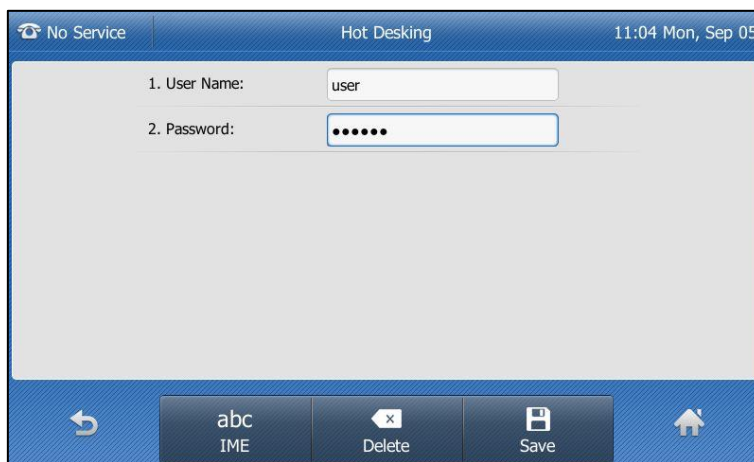 No Service Hot Desking 11:04 Mon, Sep 05
1. User Name: user
2. Password: ••••••
abc
IME Delete Save